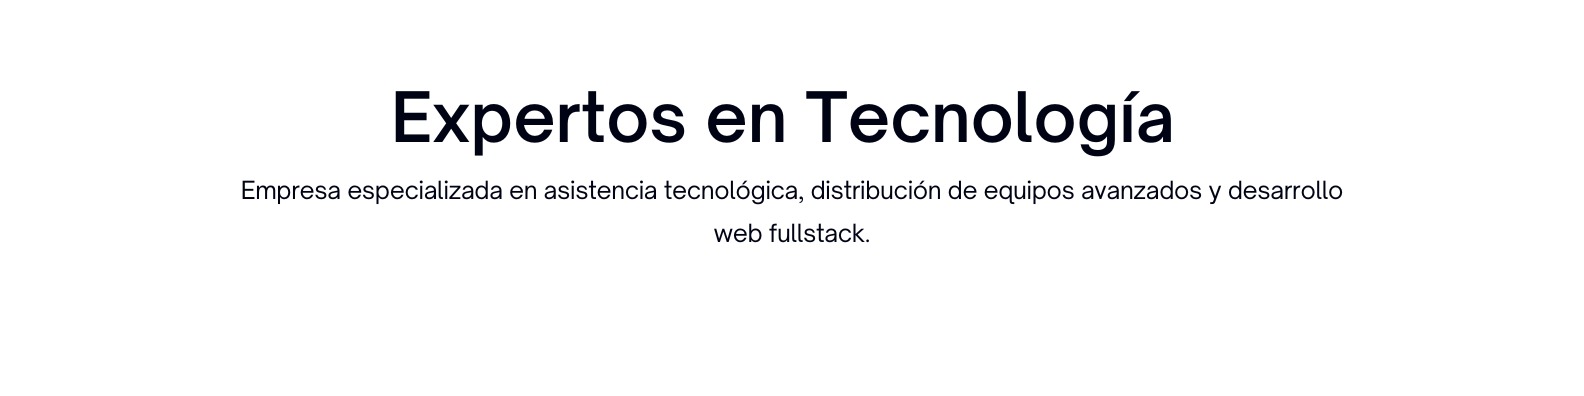 Expertos en Tecnología
Empresa especializada en asistencia tecnológica, distribución de equipos avanzados y desarrollo
web fullstack.